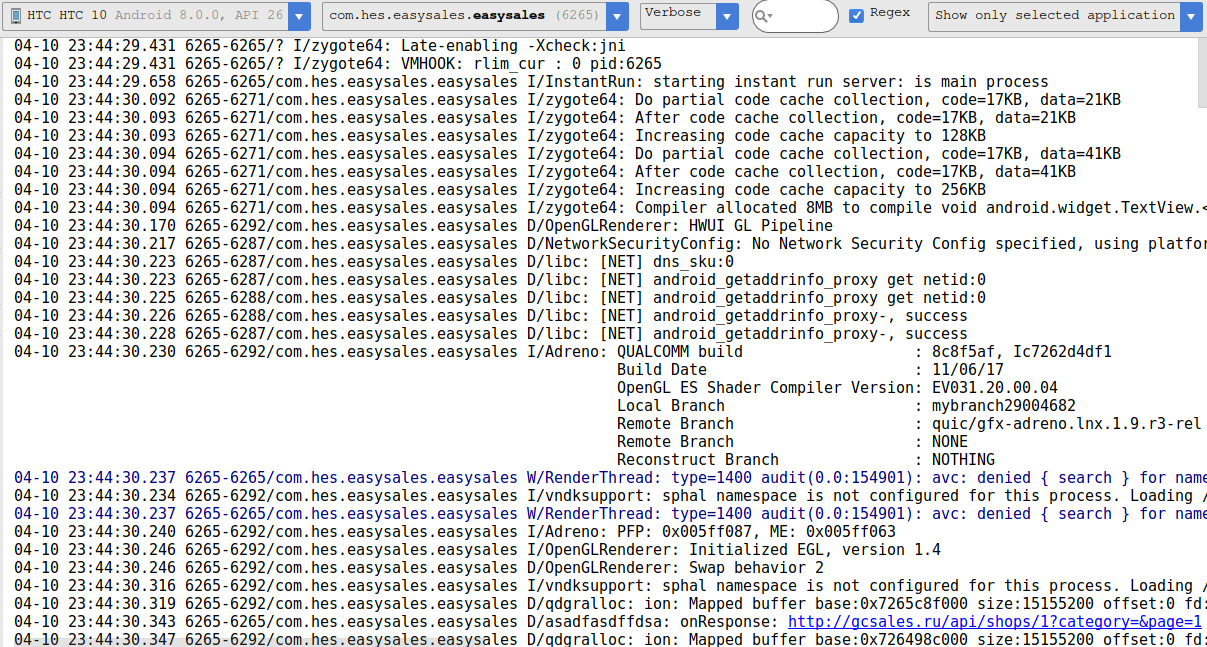 HTC HTC 10 Android 8.0.0, API 26 com.hes.easysales.easysales (6265) Verbose Regex Show only selected application
04-10 23:44:29.431 6265-6265/? I/zygote64: Late-enabling -Xcheck:jni
04-10 23:44:29.431 6265-6265/? I/zygote64: VMHOOK: rlim_cur : 0 pid:6265
04-10 23:44:29.658 6265-6265/com.hes.easysales.easysales I/InstantRun: starting instant run server: is main process
04-10 23:44:30.092 6265-6271/com.hes.easysales.easysales I/zygote64: Do partial code cache collection, code=17KB, data=21KB
04-10 23:44:30.093 6265-6271/com.hes.easysales.easysales I/zygote64: After code cache collection, code=17KB, data=21KB
04-10 23:44:30.093 6265-6271/com.hes.easysales.easysales I/zygote64: Increasing code cache capacity to 128KB
04-10 23:44:30.094 6265-6271/com.hes.easysales.easysales I/zygote64: Do partial code cache collection, code=17KB, data=41KB
04-10 23:44:30.094 6265-6271/com.hes.easysales.easysales I/zygote64: After code cache collection, code=17KB, data=41KB
04-10 23:44:30.094 6265-6271/com.hes.easysales.easysales I/zygote64: Increasing code cache capacity to 256KB
04-10 23:44:30.094 6265-6271/com.hes.easysales.easysales I/zygote64: Compiler allocated 8MB to compile void android.widget.TextView.<
04-10 23:44:30.170 6265-6292/com.hes.easysales.easysales D/OpenGLRenderer: HWUI GL Pipeline
04-10 23:44:30.217 6265-6287/com.hes.easysales.easysales D/NetworkSecurityConfig: No Network Security Config specified, using platfor
04-10 23:44:30.223 6265-6287/com.hes.easysales.easysales D/libc: [NET] dns_sku:0
04-10 23:44:30.223 6265-6287/com.hes.easysales.easysales D/libc: [NET] android_getaddrinfo_proxy get netid:0
04-10 23:44:30.225 6265-6288/com.hes.easysales.easysales D/libc: [NET] android_getaddrinfo_proxy get netid:0
04-10 23:44:30.226 6265-6288/com.hes.easysales.easysales D/libc: [NET] android_getaddrinfo_proxy-, success
04-10 23:44:30.228 6265-6287/com.hes.easysales.easysales D/libc: [NET] android_getaddrinfo_proxy-, success
04-10 23:44:30.230 6265-6292/com.hes.easysales.easysales I/Adreno: QUALCOMM build : 8c8f5af, Ic7262d4df1
Build Date : 11/06/17
OpenGL ES Shader Compiler Version: EV031.20.00.04
Local Branch : mybranch29004682
Remote Branch : quic/gfx-adreno.lnx.1.9.r3-rel
Remote Branch : NONE
Reconstruct Branch : NOTHING
04-10 23:44:30.237 6265-6265/com.hes.easysales.easysales W/RenderThread: type=1400 audit(0.0:154901): avc: denied { search } for name
04-10 23:44:30.234 6265-6292/com.hes.easysales.easysales I/vndksupport: sphal namespace is not configured for this process. Loading /
04-10 23:44:30.237 6265-6265/com.hes.easysales.easysales W/RenderThread: type=1400 audit(0.0:154901): avc: denied { search } for name
04-10 23:44:30.240 6265-6292/com.hes.easysales.easysales I/Adreno: PFP: 0x005ff087, ME: 0x005ff063
04-10 23:44:30.246 6265-6292/com.hes.easysales.easysales I/OpenGLRenderer: Initialized EGL, version 1.4
04-10 23:44:30.246 6265-6292/com.hes.easysales.easysales D/OpenGLRenderer: Swap behavior 2
04-10 23:44:30.316 6265-6292/com.hes.easysales.easysales I/vndksupport: sphal namespace is not configured for this process. Loading /
04-10 23:44:30.319 6265-6292/com.hes.easysales.easysales D/qdgralloc: ion: Mapped buffer base:0x7265c8f000 size:15155200 offset:0 fd:
04-10 23:44:30.343 6265-6265/com.hes.easysales.easysales D/asadfasdffdsa: onResponse: http://gcsales.ru/api/shops/1?category=&page=1
04-10 23:44:30.347 6265-6292/com.hes.easysales.easysales D/qdgralloc: ion: Mapped buffer base:0x726498c000 size:15155200 offset:0 fd: